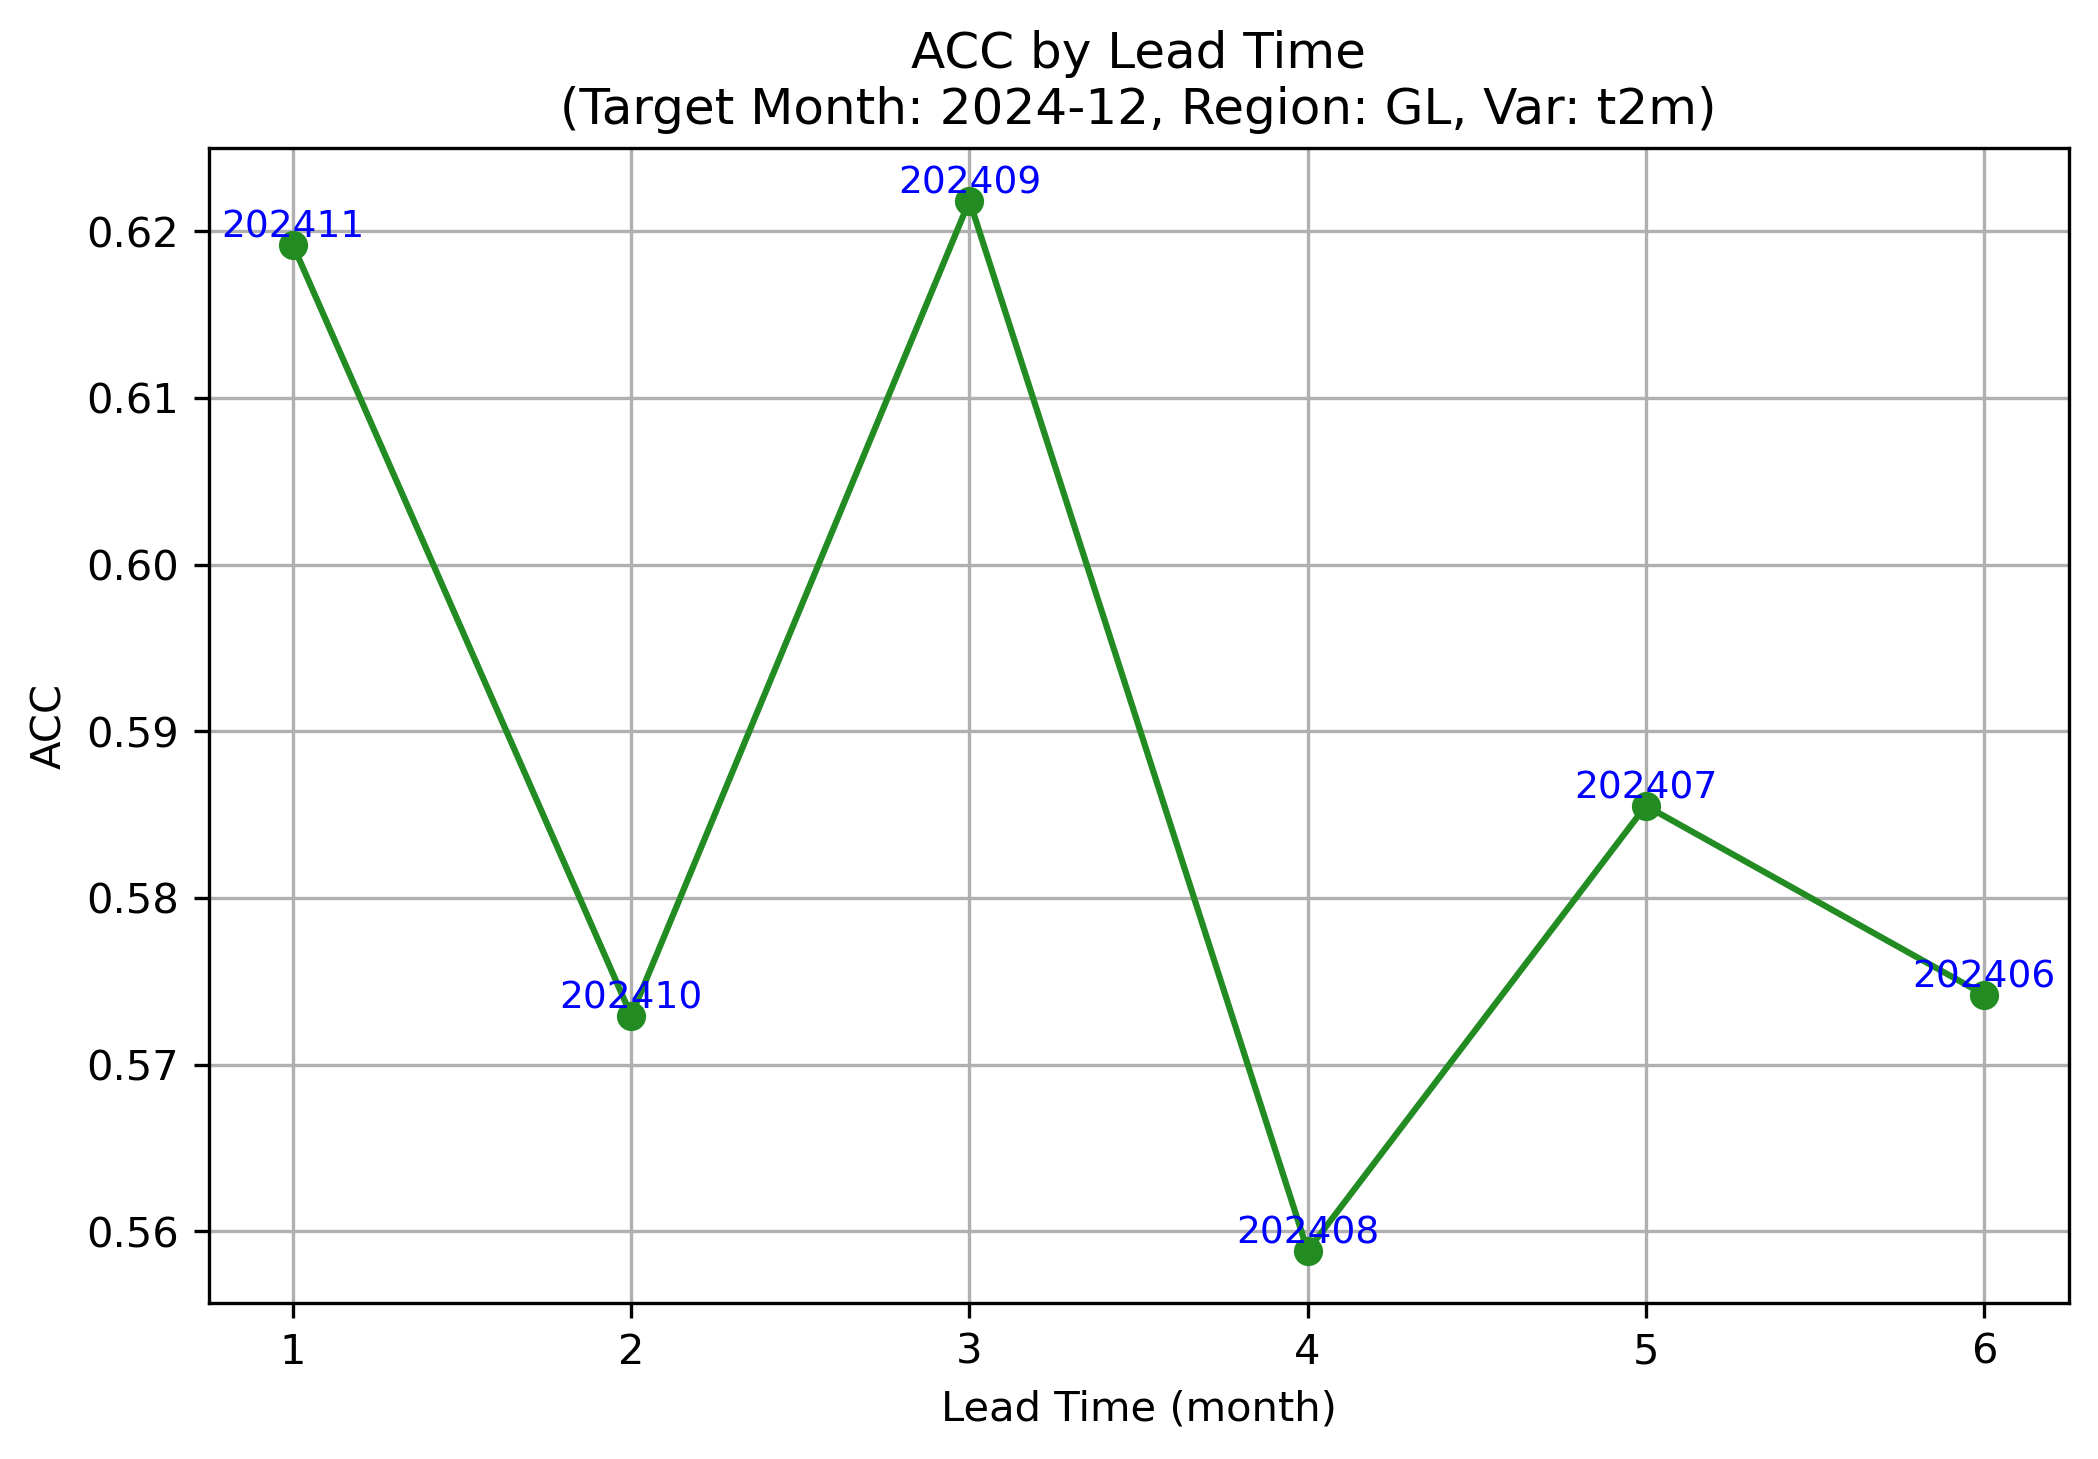 ACC by Lead Time
(Target Month: 2024-12, Region: GL, Var: t2m)
202409
202411
0.62
0.61
0.60
ACC
0.59
202407
0.58
202406
202410
0.57
202408
0.56
1 2 3 4 5 6
Lead Time (month)